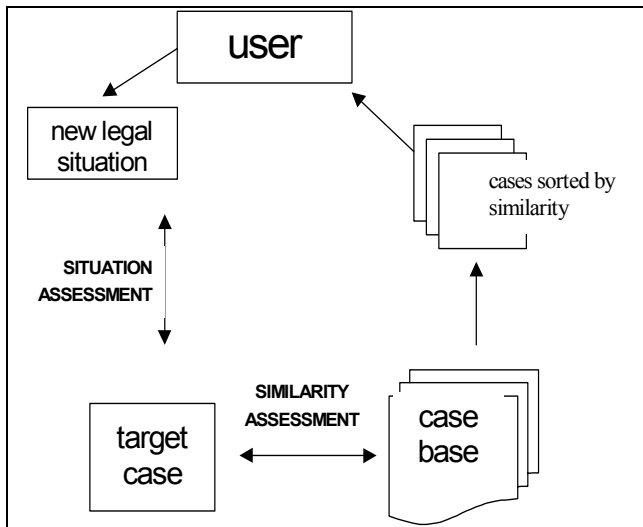 user
new legal
situation
cases sorted by
similarity
SITUATION
ASSESSMENT
SIMILARITY
ASSESSMENT
target
case
case
base